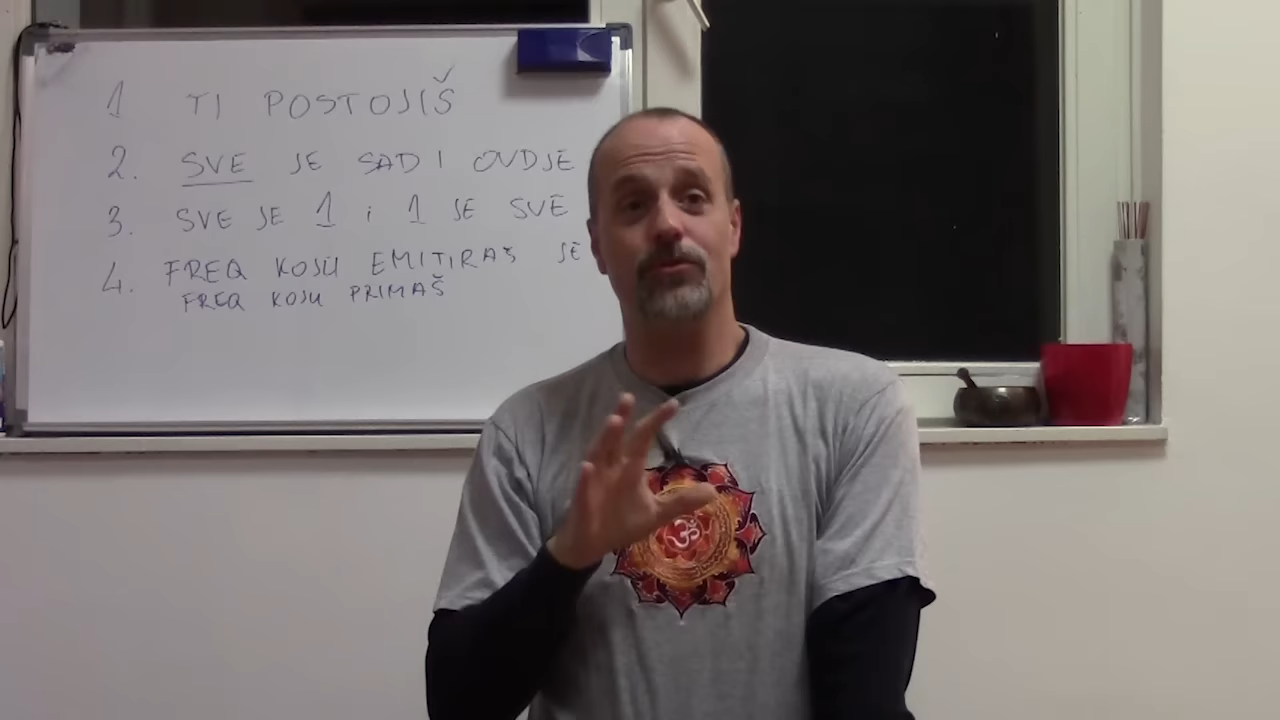 1 TI POSTOJIŠ
2. SVE JE SAD I OVDJE
3. SVE JE 1 i 1 JE SVE
4. FREQ KOJU EMITIRAŠ JE
FREQ KOJU PRIMAŠ
ॐ